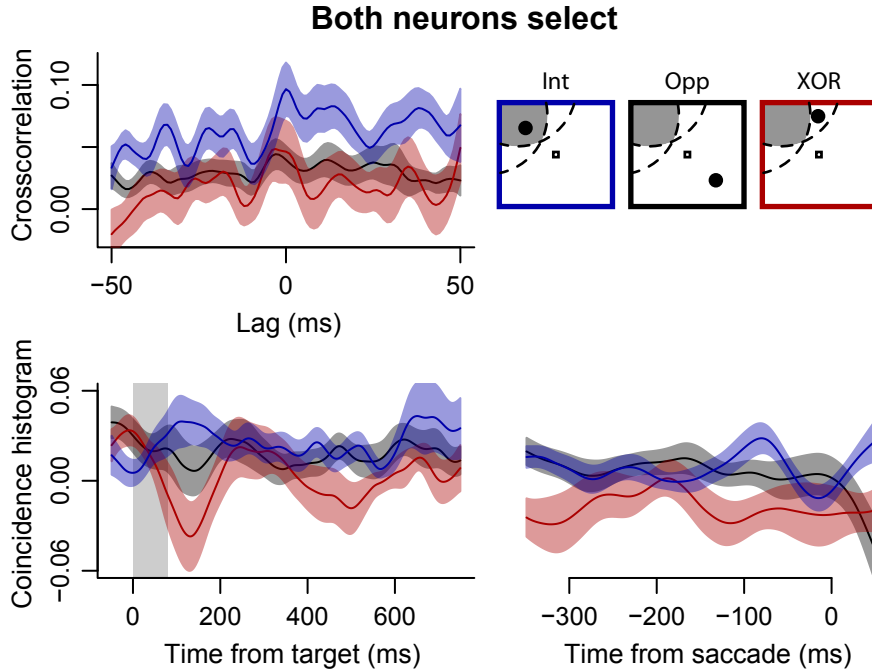 Both neurons select
Crosscorrelation
0.10
0.00
−50 0 50
Lag (ms)
Int Opp XOR
Coincidence histogram
0.06
0.00
−0.06
0 200 400 600
Time from target (ms)
−300 −200 −100 0
Time from saccade (ms)